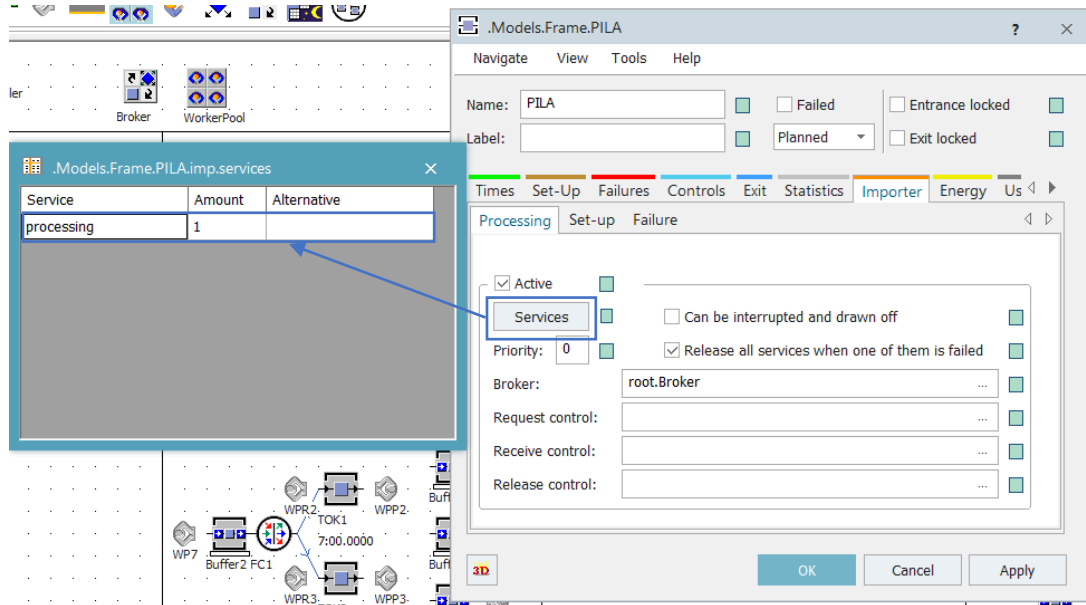 .Models.Frame.PILA
?
Navigate View Tools Help
ler
Broker
WorkerPool
Name: PILA
Failed
Entrance locked
Label:
Planned
Exit locked
.Models.Frame.PILA.imp.services
Service Amount Alternative
processing 1
Times Set-Up Failures Controls Exit Statistics Importer Energy Us
Processing Set-up Failure
Active
Services
Can be interrupted and drawn off
Priority: 0
Release all services when one of them is failed
Broker: root.Broker ...
Request control: ...
Receive control: ...
Release control: ...
WPR2
WPP2
Buff
TOK1
7:00.0000
WP7
Buffer2 FC1
Buff
WPR3
WPP3
3D
OK Cancel Apply